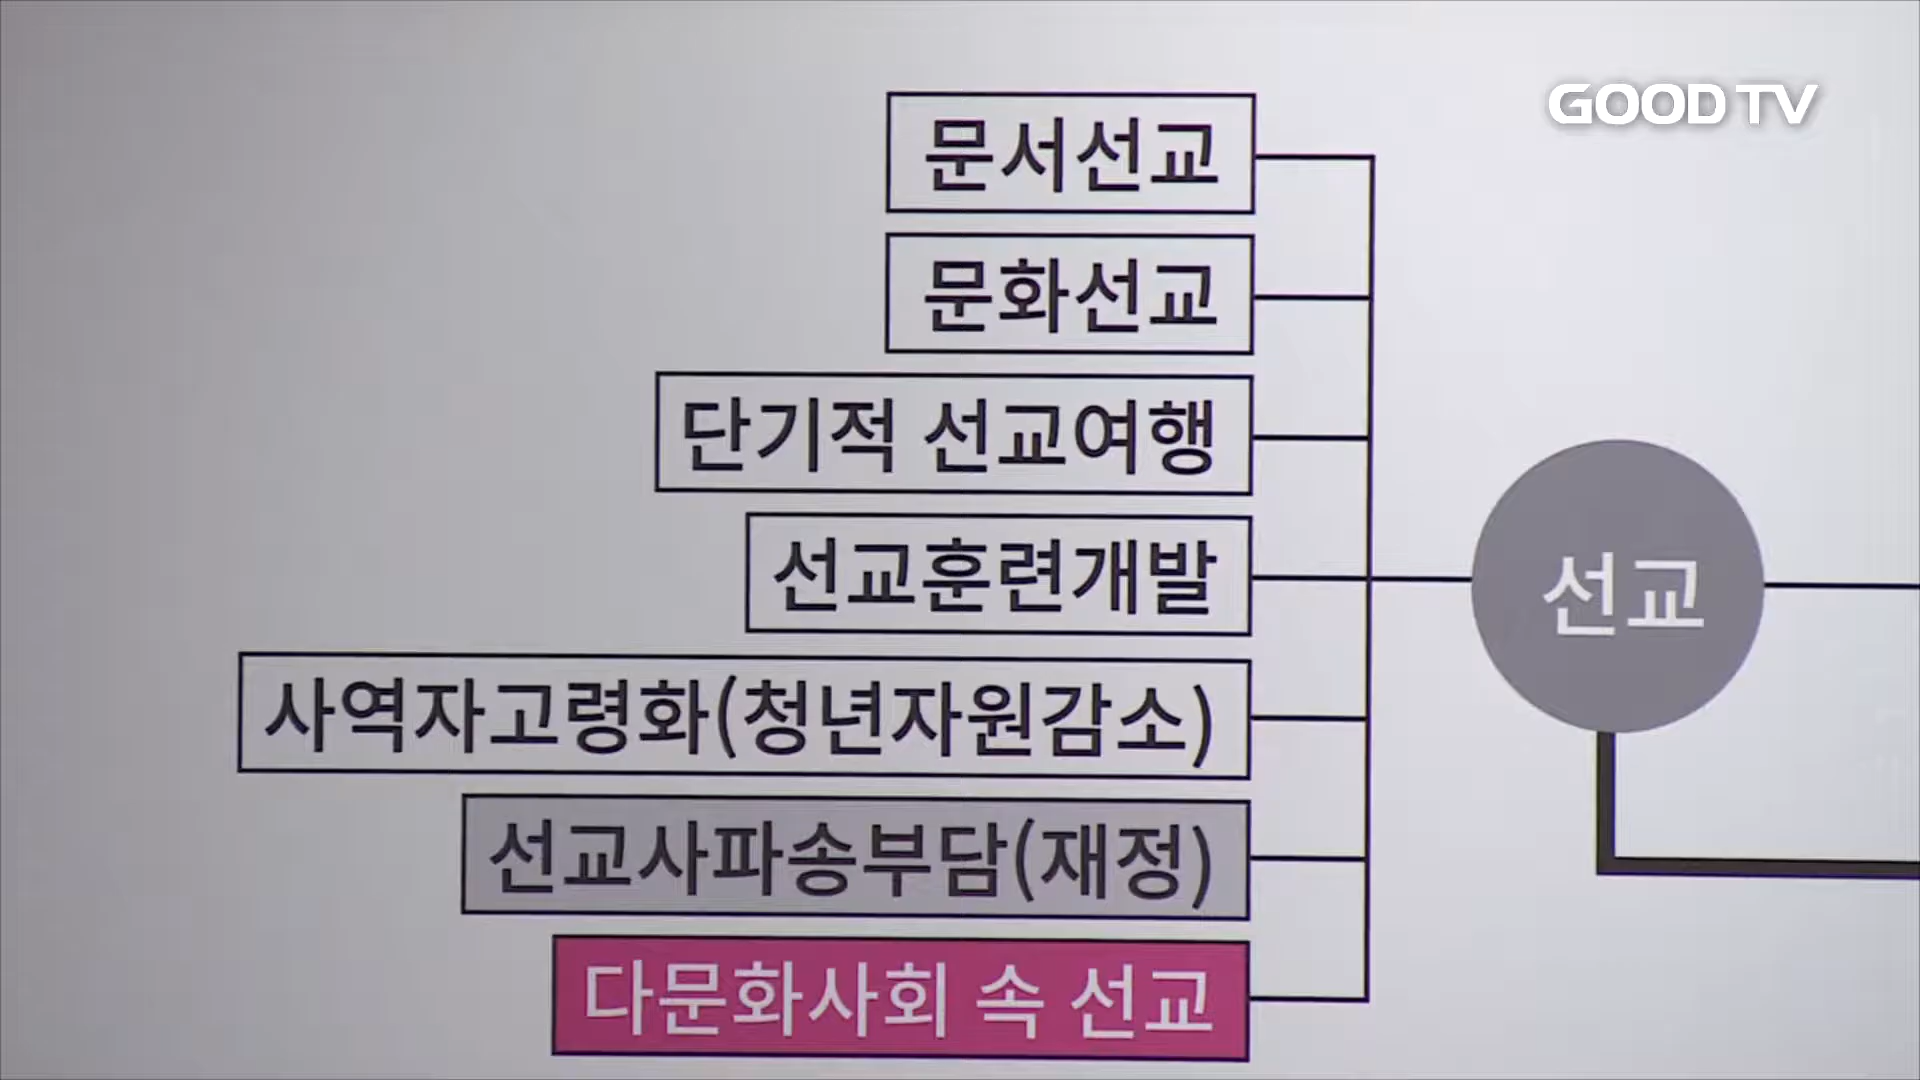 GOOD TV
문서선교
문화선교
단기적 선교여행
선교훈련개발
선교
사역자고령화(청년자원감소)
선교사파송부담(재정)
다문화사회 속 선교